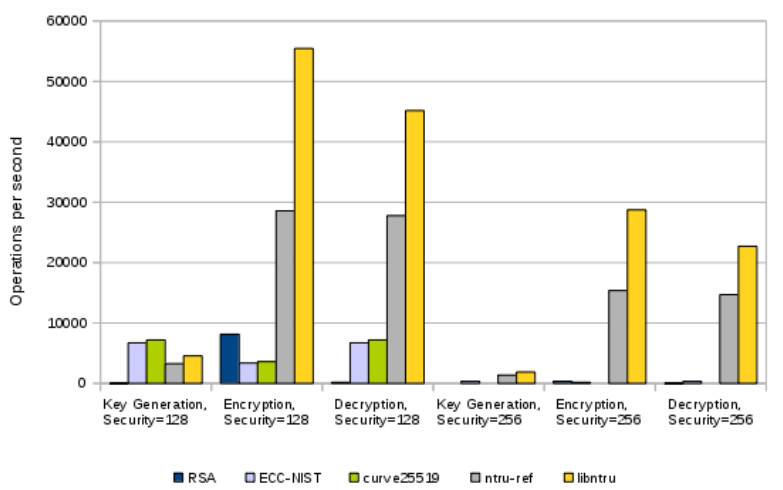 60000
50000
40000
30000
20000
10000
0
Operations per second
Key Generation,
Security=128
Encryption,
Security=128
Decryption,
Security=128
Key Generation,
Security=256
Encryption,
Security=256
Decryption,
Security=256
RSA
ECC-NIST
curve25519
ntru-ref
libntru